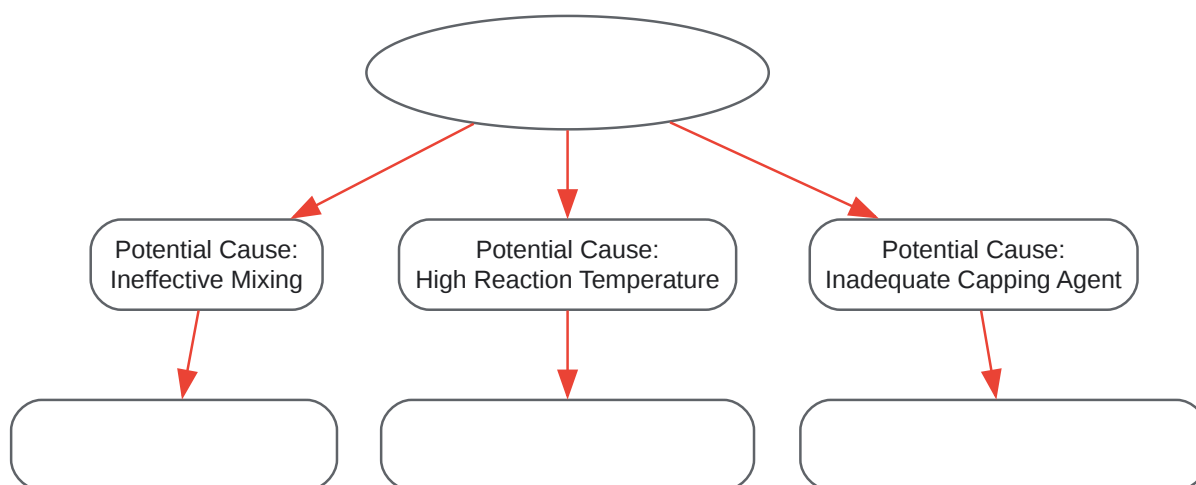 Potential Cause:
Ineffective Mixing
Potential Cause:
High Reaction Temperature
Potential Cause:
Inadequate Capping Agent